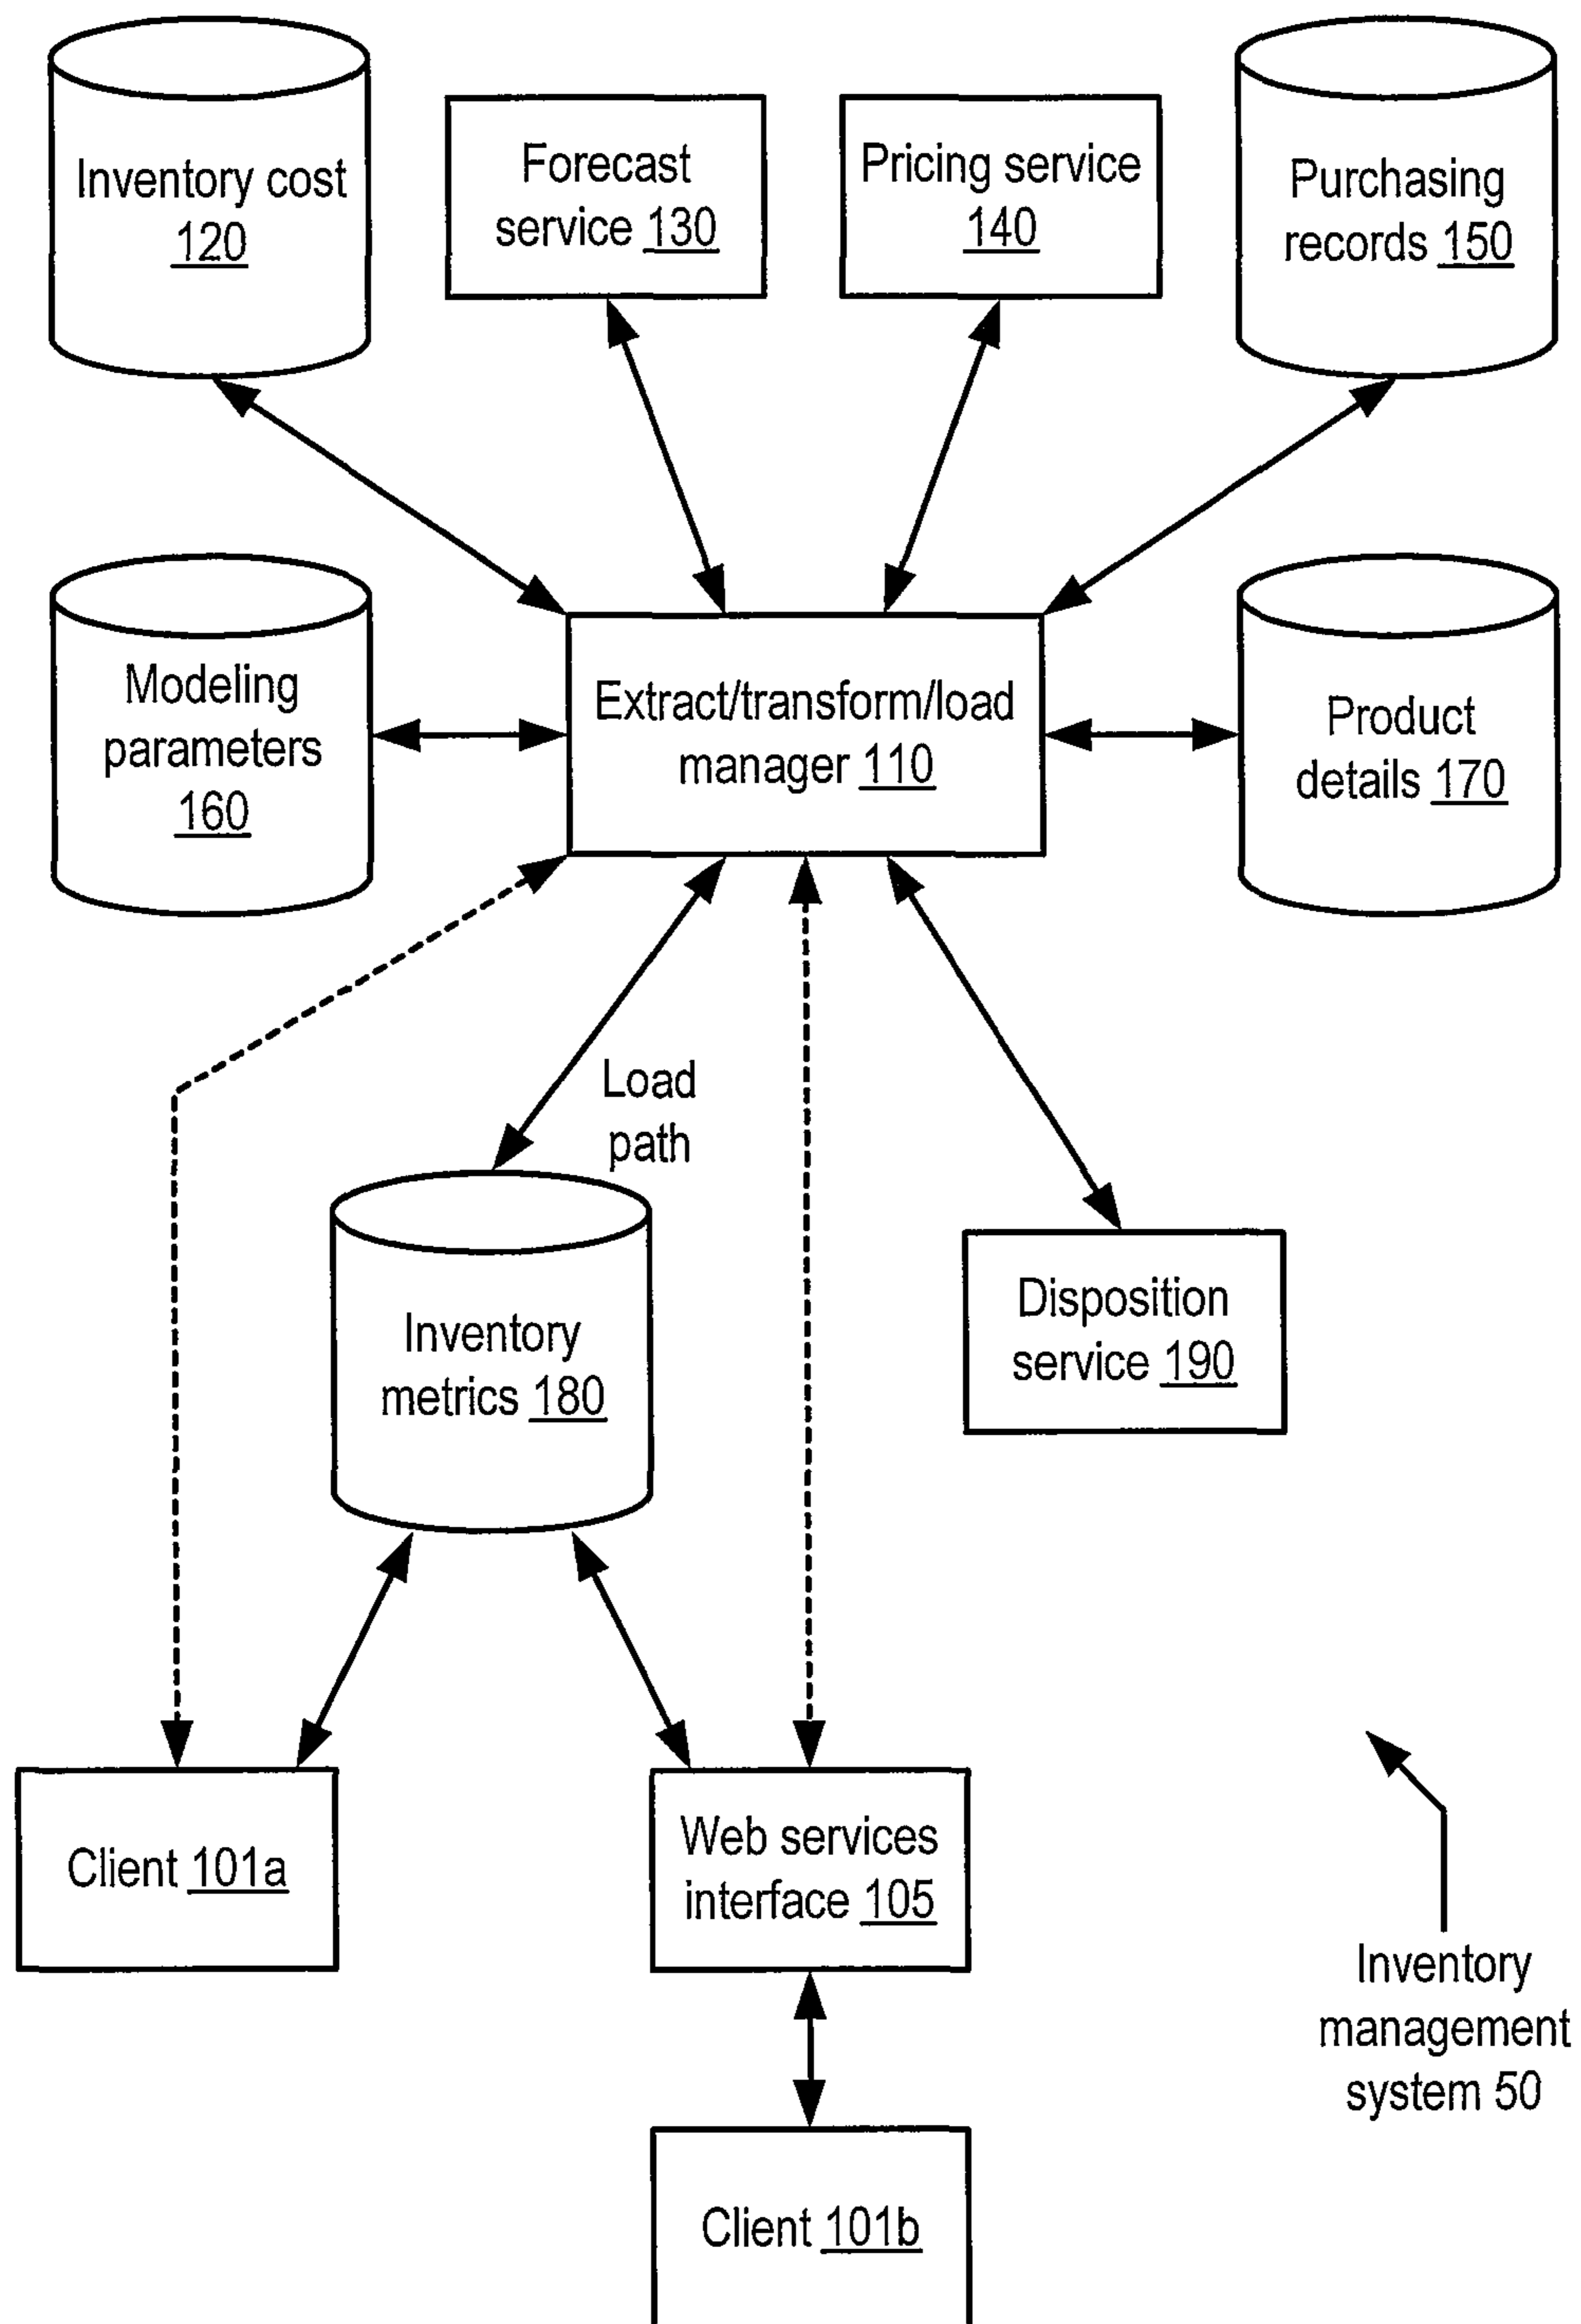 Inventory cost
120
Forecast
service 130
Pricing service
140
Purchasing
records 150
Modeling
parameters
160
Extract/transform/load
manager 110
Product
details 170
Load
path
Inventory
metrics 180
Disposition
service 190
Client 101a
Web services
interface 105
Inventory
management
system 50
Client 101b